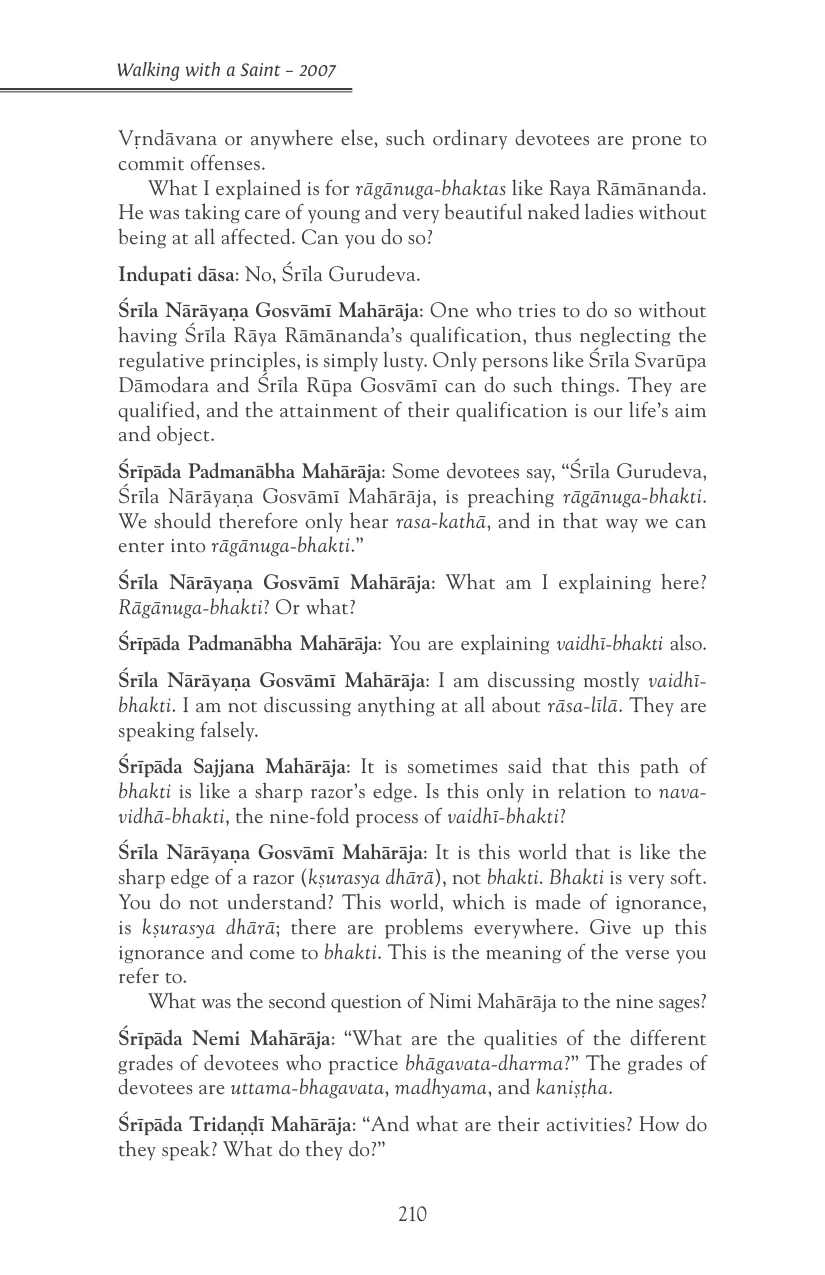 Walking with a Saint – 2007
Vṛndāvana or anywhere else, such ordinary devotees are prone to
commit offenses.
What I explained is for rāgānuga-bhaktas like Raya Rāmānanda.
He was taking care of young and very beautiful naked ladies without
being at all affected. Can you do so?
Indupati dāsa: No, Śrīla Gurudeva.
Śrīla Nārāyaṇa Gosvāmī Mahārāja: One who tries to do so without
having Śrīla Rāya Rāmānanda’s qualification, thus neglecting the
regulative principles, is simply lusty. Only persons like Śrīla Svarūpa
Dāmodara and Śrīla Rūpa Gosvāmī can do such things. They are
qualified, and the attainment of their qualification is our life’s aim
and object.
Śrīpāda Padmanābha Mahārāja: Some devotees say, “Śrīla Gurudeva,
Śrīla Nārāyaṇa Gosvāmī Mahārāja, is preaching rāgānuga-bhakti.
We should therefore only hear rasa-kathā, and in that way we can
enter into rāgānuga-bhakti.”
Śrīla Nārāyaṇa Gosvāmī Mahārāja: What am I explaining here?
Rāgānuga-bhakti? Or what?
Śrīpāda Padmanābha Mahārāja: You are explaining vaidhī-bhakti also.
Śrīla Nārāyaṇa Gosvāmī Mahārāja: I am discussing mostly vaidhī-
bhakti. I am not discussing anything at all about rāsa-līlā. They are
speaking falsely.
Śrīpāda Sajjana Mahārāja: It is sometimes said that this path of
bhakti is like a sharp razor’s edge. Is this only in relation to nava-
vidhā-bhakti, the nine-fold process of vaidhī-bhakti?
Śrīla Nārāyaṇa Gosvāmī Mahārāja: It is this world that is like the
sharp edge of a razor (kṣurasya dhārā), not bhakti. Bhakti is very soft.
You do not understand? This world, which is made of ignorance,
is kṣurasya dhārā; there are problems everywhere. Give up this
ignorance and come to bhakti. This is the meaning of the verse you
refer to.
What was the second question of Nimi Mahārāja to the nine sages?
Śrīpāda Nemi Mahārāja: “What are the qualities of the different
grades of devotees who practice bhāgavata-dharma?” The grades of
devotees are uttama-bhagavata, madhyama, and kaniṣṭha.
Śrīpāda Tridaṇḍī Mahārāja: “And what are their activities? How do
they speak? What do they do?”
210